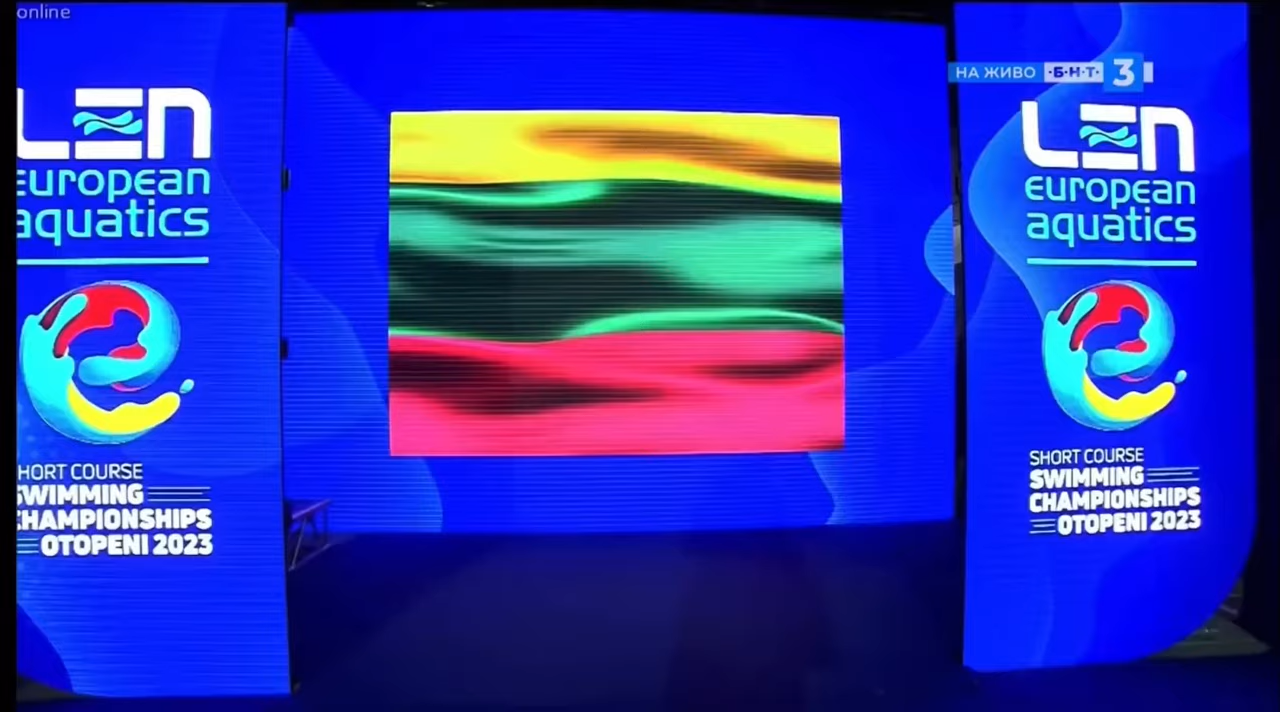 online
LEN
european
aquatics
HORT COURSE
SWIMMING
CHAMPIONSHIPS
OTOPENI 2023
НА ЖИВО БНТ 3
LEN
european
aquatics
SHORT COURSE
SWIMMING
CHAMPIONSHIPS
OTOPENI 2023